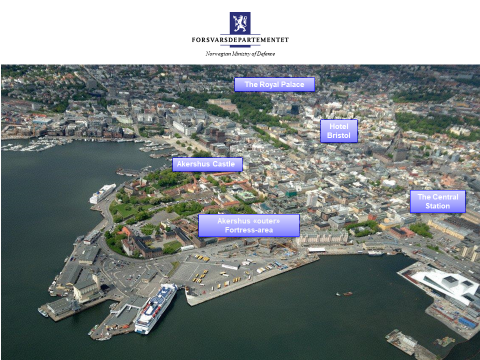 FORSVARSDEPARTEMENTET
Norwegian Ministry of Defence
The Royal Palace
Hotel
Bristol
Akershus Castle
The Central
Station
Akershus «outer»
Fortress-area